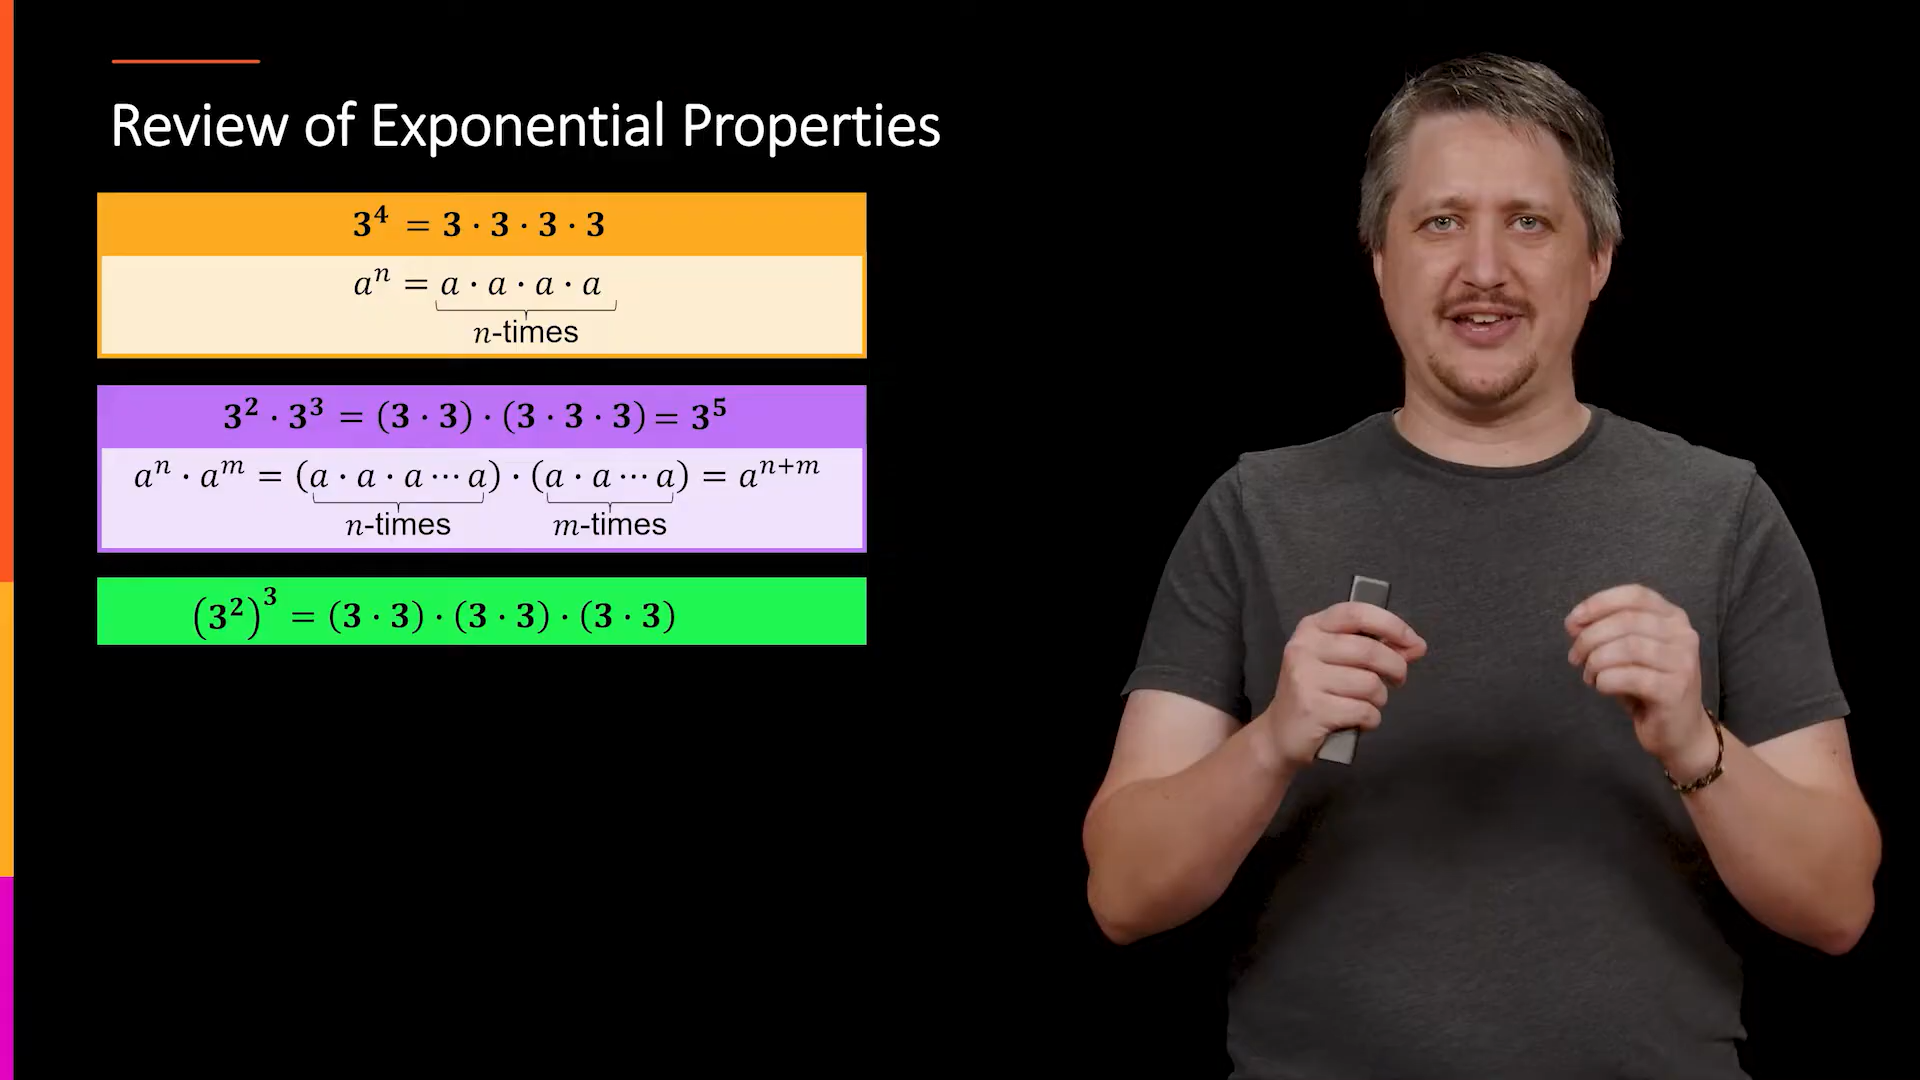 Review of Exponential Properties
3⁴ = 3 · 3 · 3 · 3
aⁿ = a · a · a · a
n-times
3² · 3³ = (3 · 3) · (3 · 3 · 3) = 3⁵
aⁿ · aᵐ = (a · a · a ⋯ a) · (a · a ⋯ a) = aⁿ⁺ᵐ
n-times m-times
(3²)³ = (3 · 3) · (3 · 3) · (3 · 3)